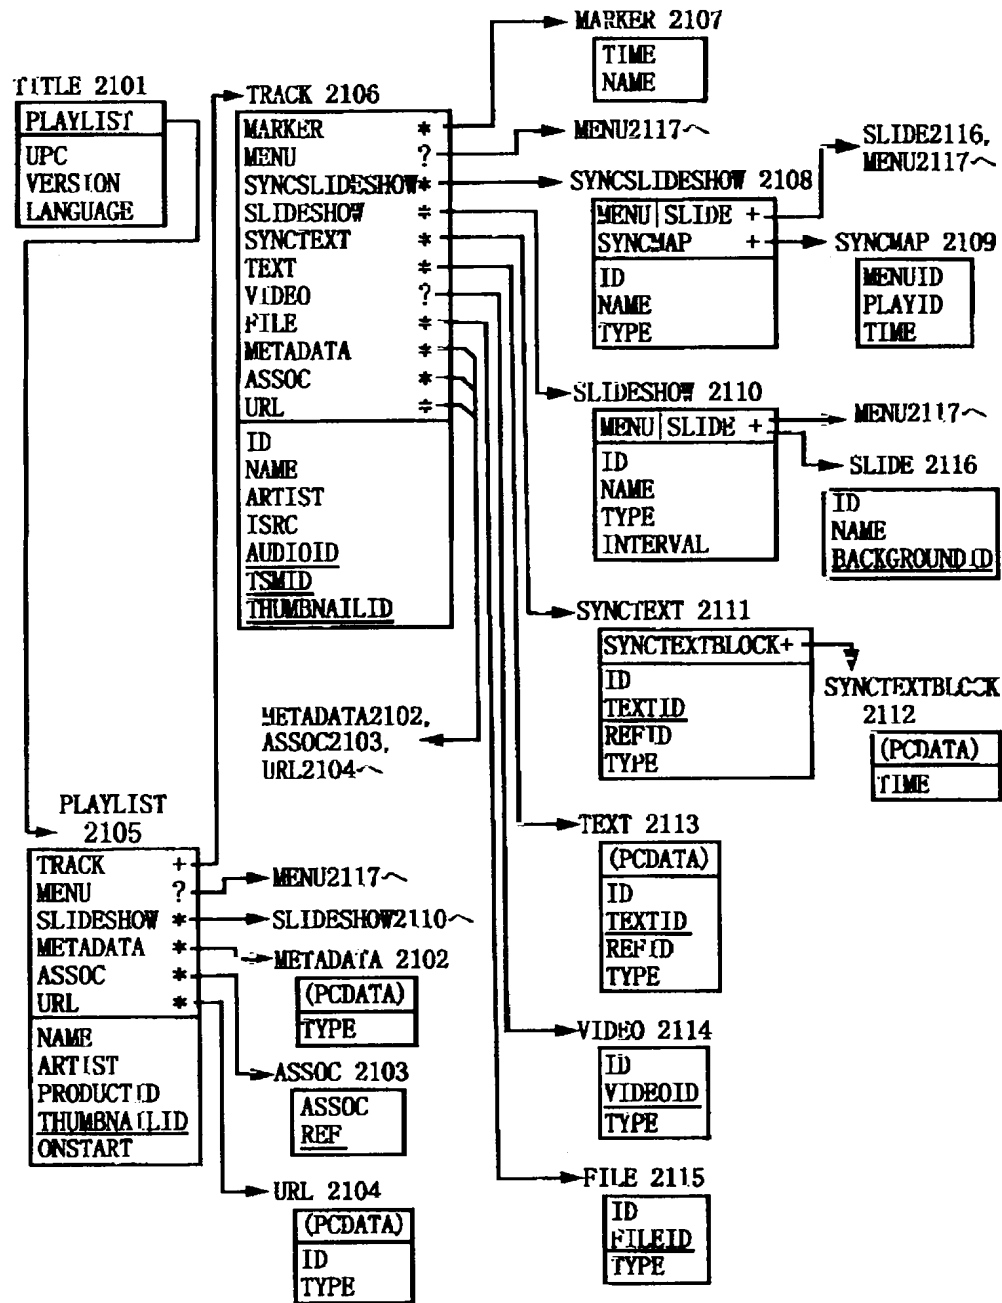 TITLE 2101
PLAYLIST
UPC
VERSION
LANGUAGE
TRACK 2106
MARKER *
MENU ?
SYNCSLIDESHOW*
SLIDESHOW *
SYNCTEXT *
TEXT *
VIDEO ?
FILE *
METADATA *
ASSOC *
URL *
ID
NAME
ARTIST
ISRC
AUDIOID
TSMID
THUMBNAILID
MARKER 2107
TIME
NAME
MENU2117~
SYNCSLIDESHOW 2108
MENU|SLIDE +
SYNCMAP +
ID
NAME
TYPE
SLIDE2116,
MENU2117~
SYNCMAP 2109
MENUID
PLAYID
TIME
SLIDESHOW 2110
MENU|SLIDE +
ID
NAME
TYPE
INTERVAL
MENU2117~
SLIDE 2116
ID
NAME
BACKGROUNDID
SYNCTEXT 2111
SYNCTEXTBLOCK+
ID
TEXTID
REFID
TYPE
SYNCTEXTBLOCK
2112
(PCDATA)
TIME
METADATA2102,
ASSOC2103,
URL2104~
TEXT 2113
(PCDATA)
ID
TEXTID
REFID
TYPE
VIDEO 2114
ID
VIDEOID
TYPE
FILE 2115
ID
FILEID
TYPE
PLAYLIST
2105
TRACK +
MENU ?
SLIDESHOW *
METADATA *
ASSOC *
URL *
NAME
ARTIST
PRODUCTID
THUMBNAILID
ONSTART
MENU2117~
SLIDESHOW2110~
METADATA 2102
(PCDATA)
TYPE
ASSOC 2103
ASSOC
REF
URL 2104
(PCDATA)
ID
TYPE